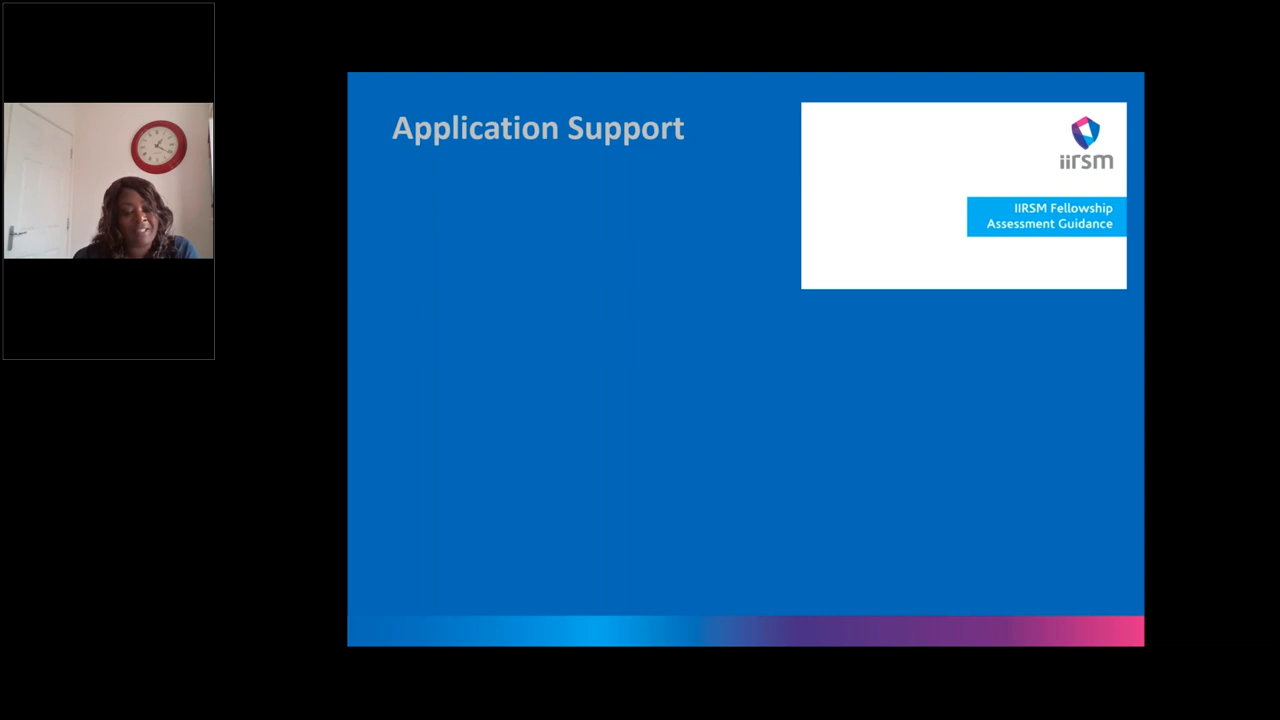 Application Support
iirsm
IIRSM Fellowship
Assessment Guidance